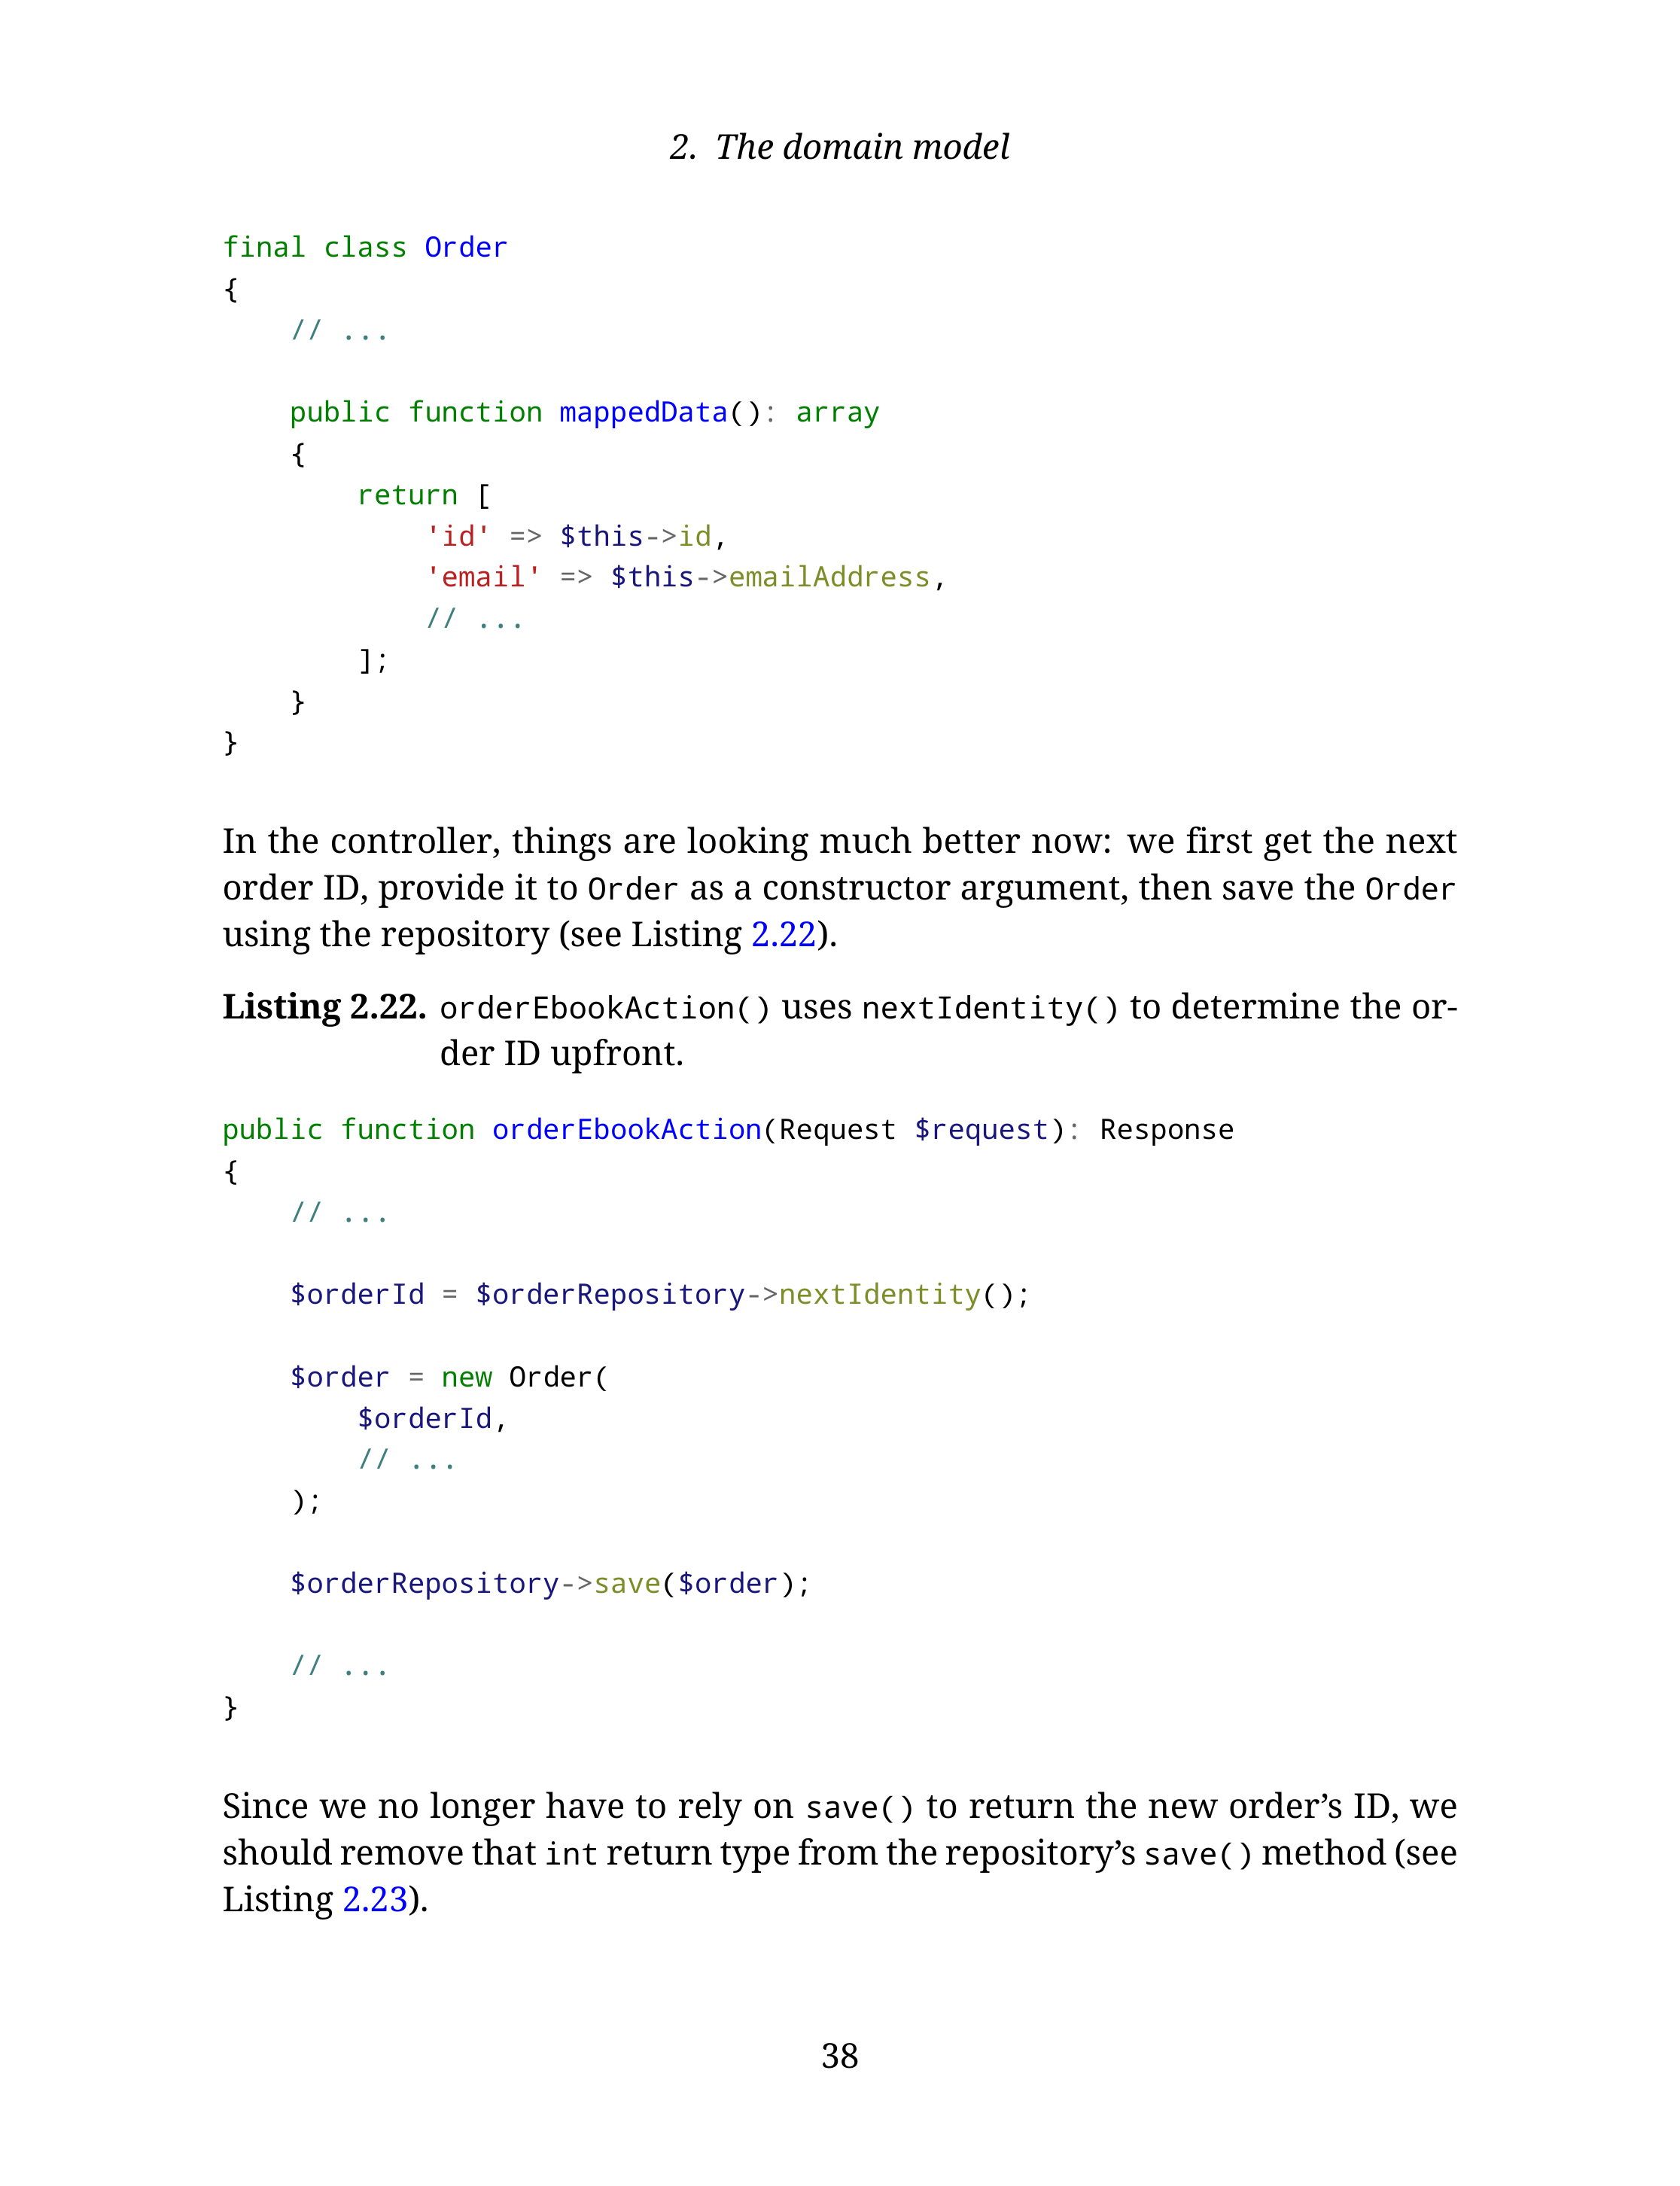 2. The domain model
final class Order
{
    // ...

    public function mappedData(): array
    {
        return [
            'id' => $this->id,
            'email' => $this->emailAddress,
            // ...
        ];
    }
}
In the controller, things are looking much better now: we first get the next
order ID, provide it to Order as a constructor argument, then save the Order
using the repository (see Listing 2.22).
Listing 2.22. orderEbookAction() uses nextIdentity() to determine the or-
der ID upfront.
public function orderEbookAction(Request $request): Response
{
    // ...

    $orderId = $orderRepository->nextIdentity();

    $order = new Order(
        $orderId,
        // ...
    );

    $orderRepository->save($order);

    // ...
}
Since we no longer have to rely on save() to return the new order’s ID, we
should remove that int return type from the repository’s save() method (see
Listing 2.23).
38